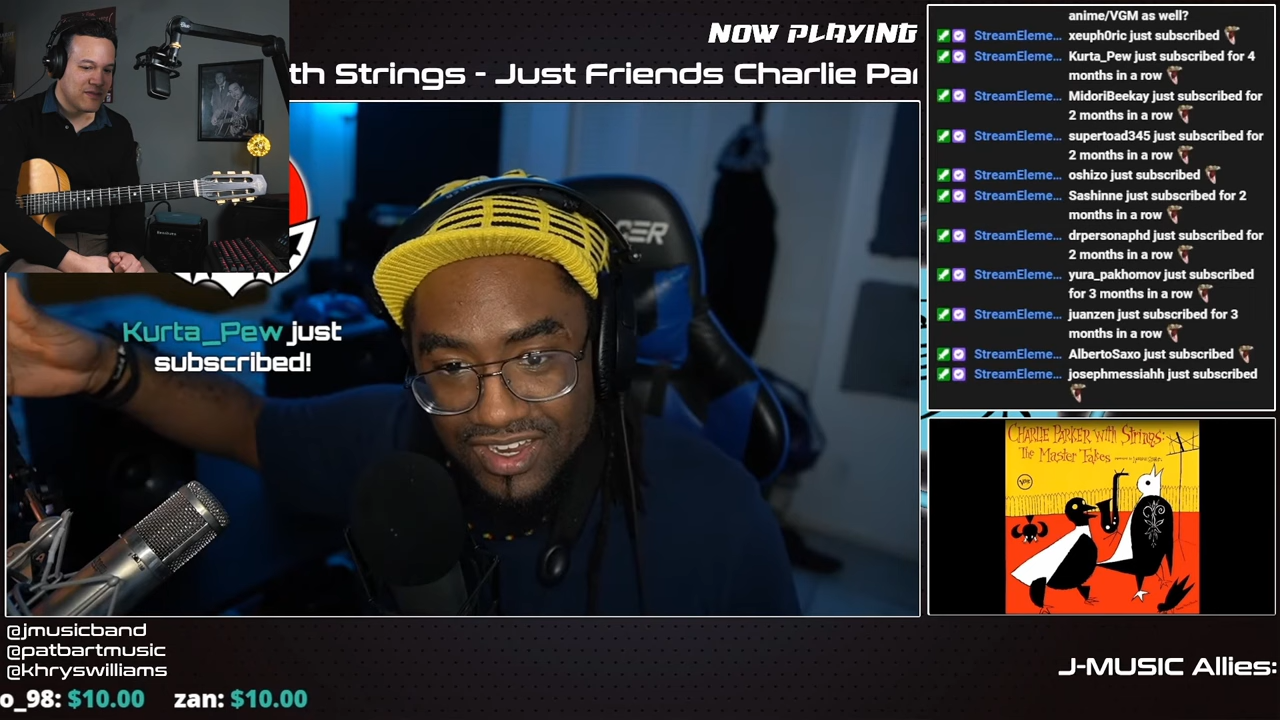 NOW PLAYING
th Strings - Just Friends Charlie Par
anime/VGM as well?
StreamEleme... xeuph0ric just subscribed
StreamEleme... Kurta_Pew just subscribed for 4
months in a row
StreamEleme... MidoriBeekay just subscribed for
2 months in a row
StreamEleme... supertoad345 just subscribed for
2 months in a row
StreamEleme... oshizo just subscribed
StreamEleme... Sashinne just subscribed for 2
months in a row
StreamEleme... drpersonaphd just subscribed for
2 months in a row
StreamEleme... yura_pakhomov just subscribed
for 3 months in a row
StreamEleme... juanzen just subscribed for 3
months in a row
StreamEleme... AlbertoSaxo just subscribed
StreamEleme... josephmessiahh just subscribed
Kurta_Pew just
subscribed!
CER
CHARLIE PARKER WITH STRINGS:
The Master Takes
@jmusicband
@patbartmusic
@khryswilliams
J-MUSIC Allies:
o_98: $10.00 zan: $10.00